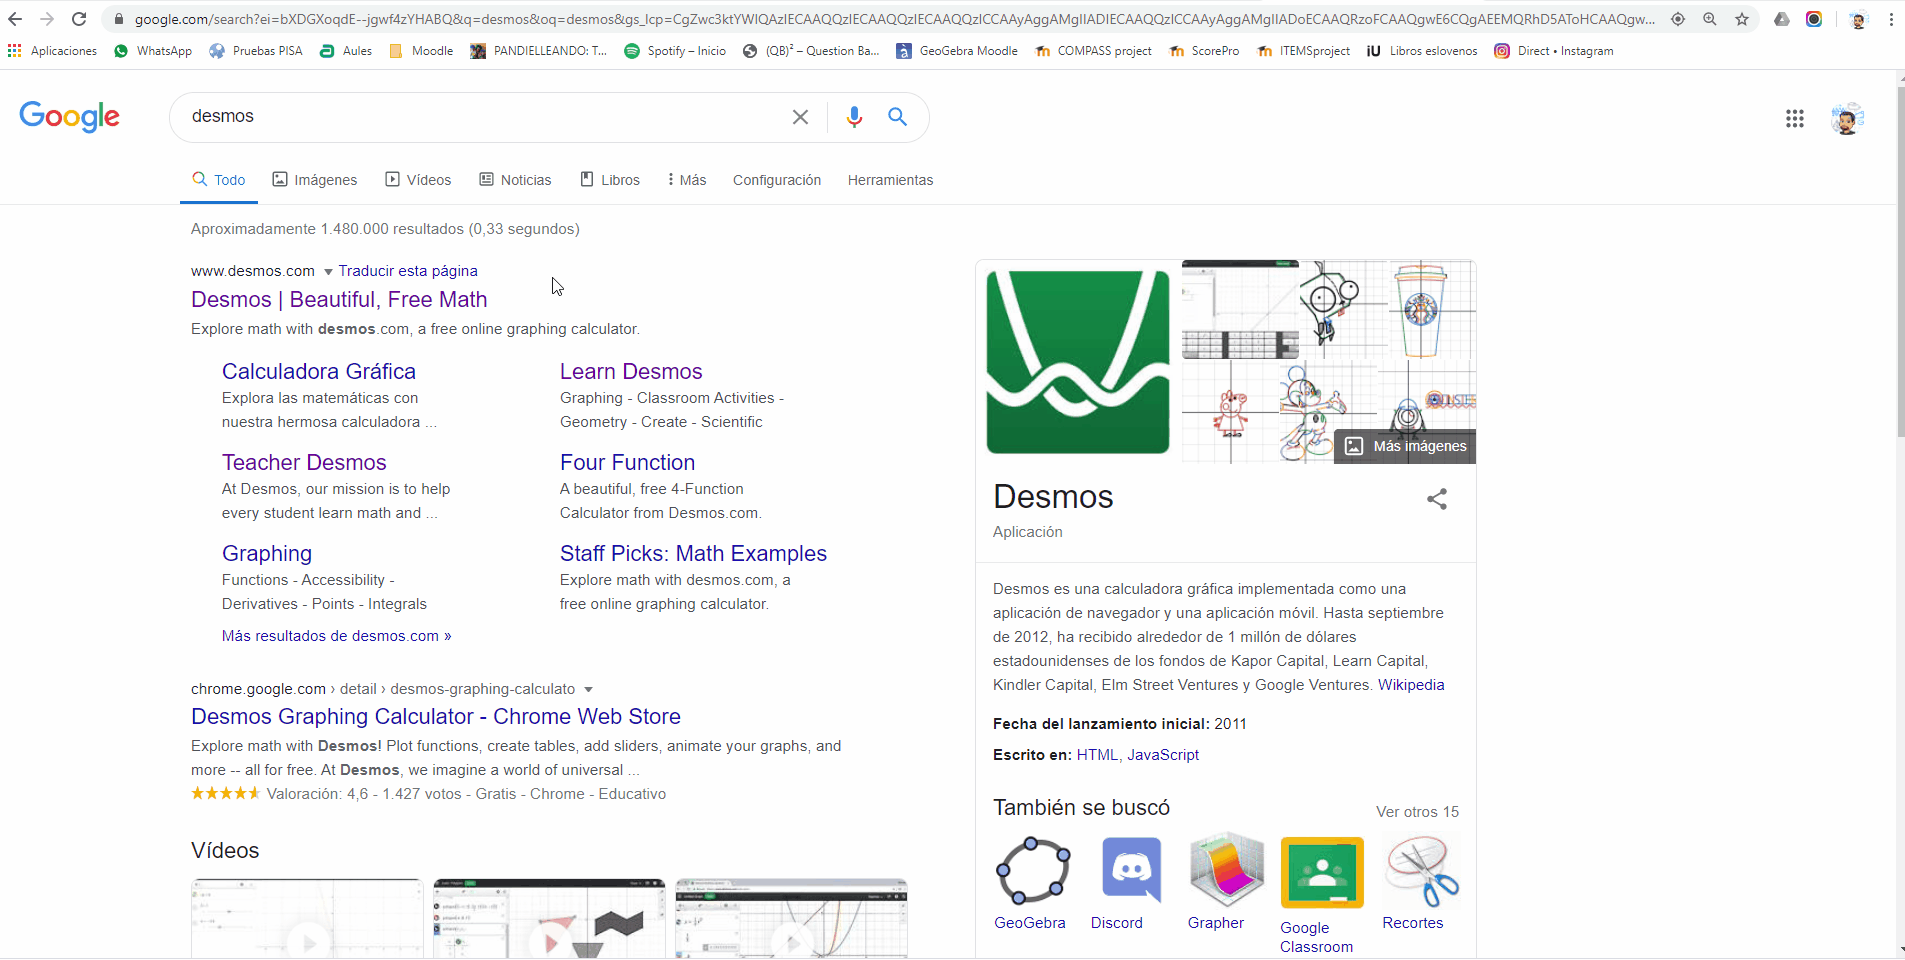 google.com/search?ei=bXDGXoqdE--jgwf4zYHABQ&q=desmos&oq=desmos&gs_lcp=CgZwc3ktYWIQAzIECAAQQzIECAAQQzIECAAQQzICCAAyAggAMgIIADIECAAQQzICCAAyAggAMgIIADoECAAQRzoFCAAQgwE6CQgAEEMQRhD5AToHCAAQgw...
Aplicaciones WhatsApp Pruebas PISA Aules Moodle PANDIELLEANDO: T... Spotify – Inicio (QB)² – Question Ba... GeoGebra Moodle COMPASS project ScorePro ITEMSproject iU Libros eslovenos Direct • Instagram
Google
desmos
Todo Imágenes Vídeos Noticias Libros Más Configuración Herramientas
Aproximadamente 1.480.000 resultados (0,33 segundos)
www.desmos.com Traducir esta página
Desmos | Beautiful, Free Math
Explore math with desmos.com, a free online graphing calculator.
Calculadora Gráfica
Explora las matemáticas con
nuestra hermosa calculadora ...
Learn Desmos
Graphing - Classroom Activities -
Geometry - Create - Scientific
Teacher Desmos
At Desmos, our mission is to help
every student learn math and ...
Four Function
A beautiful, free 4-Function
Calculator from Desmos.com.
Graphing
Functions - Accessibility -
Derivatives - Points - Integrals
Staff Picks: Math Examples
Explore math with desmos.com, a
free online graphing calculator.
Más resultados de desmos.com »
chrome.google.com › detail › desmos-graphing-calculato
Desmos Graphing Calculator - Chrome Web Store
Explore math with Desmos! Plot functions, create tables, add sliders, animate your graphs, and
more -- all for free. At Desmos, we imagine a world of universal ...
Valoración: 4,6 - 1.427 votos - Gratis - Chrome - Educativo
Vídeos
Más imágenes
Desmos
Aplicación
Desmos es una calculadora gráfica implementada como una
aplicación de navegador y una aplicación móvil. Hasta septiembre
de 2012, ha recibido alrededor de 1 millón de dólares
estadounidenses de los fondos de Kapor Capital, Learn Capital,
Kindler Capital, Elm Street Ventures y Google Ventures. Wikipedia
Fecha del lanzamiento inicial: 2011
Escrito en: HTML, JavaScript
También se buscó
Ver otros 15
GeoGebra
Discord
Grapher
Google
Classroom
Recortes